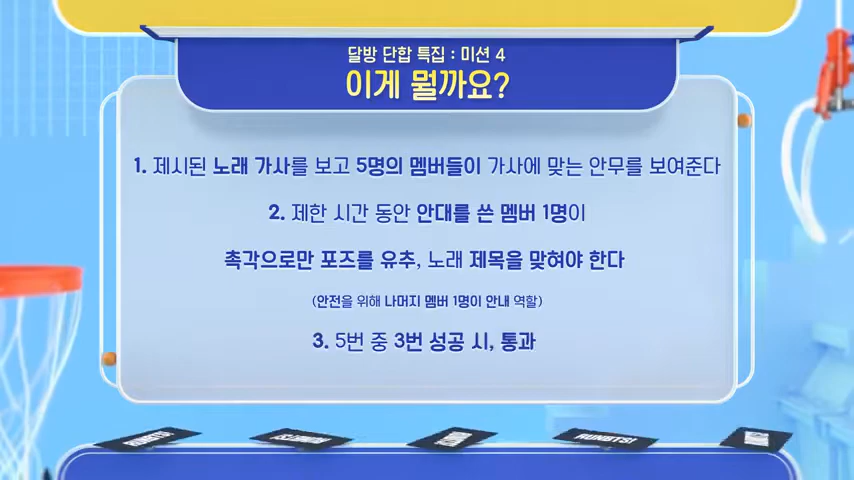 달방 단합 특집 : 미션 4
이게 뭘까요?
1. 제시된 노래 가사를 보고 5명의 멤버들이 가사에 맞는 안무를 보여준다
2. 제한 시간 동안 안대를 쓴 멤버 1명이
촉각으로만 포즈를 유추, 노래 제목을 맞혀야 한다
(안전을 위해 나머지 멤버 1명이 안내 역할)
3. 5번 중 3번 성공 시, 통과
RUNBTS!
RUNBTS!